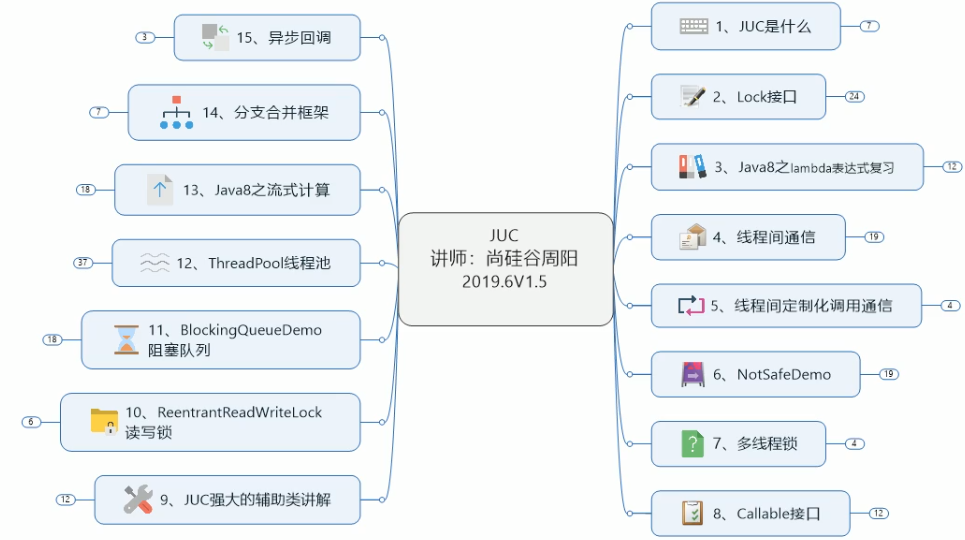 JUC
讲师：尚硅谷周阳
2019.6V1.5
1、JUC是什么
7
2、Lock接口
24
3、Java8之lambda表达式复习
12
4、线程间通信
19
5、线程间定制化调用通信
4
6、NotSafeDemo
19
7、多线程锁
4
8、Callable接口
12
9、JUC强大的辅助类讲解
12
10、ReentrantReadWriteLock
读写锁
6
11、BlockingQueueDemo
阻塞队列
18
12、ThreadPool线程池
37
13、Java8之流式计算
18
14、分支合并框架
7
15、异步回调
3